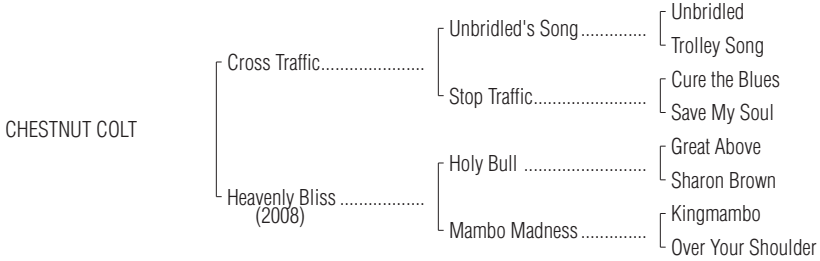 Unbridled
Unbridled's Song..............
Trolley Song
Cross Traffic......................
Cure the Blues
Stop Traffic........................
Save My Soul
CHESTNUT COLT
Great Above
Holy Bull ..........................
Sharon Brown
Heavenly Bliss ..................
(2008)
Kingmambo
Mambo Madness..............
Over Your Shoulder